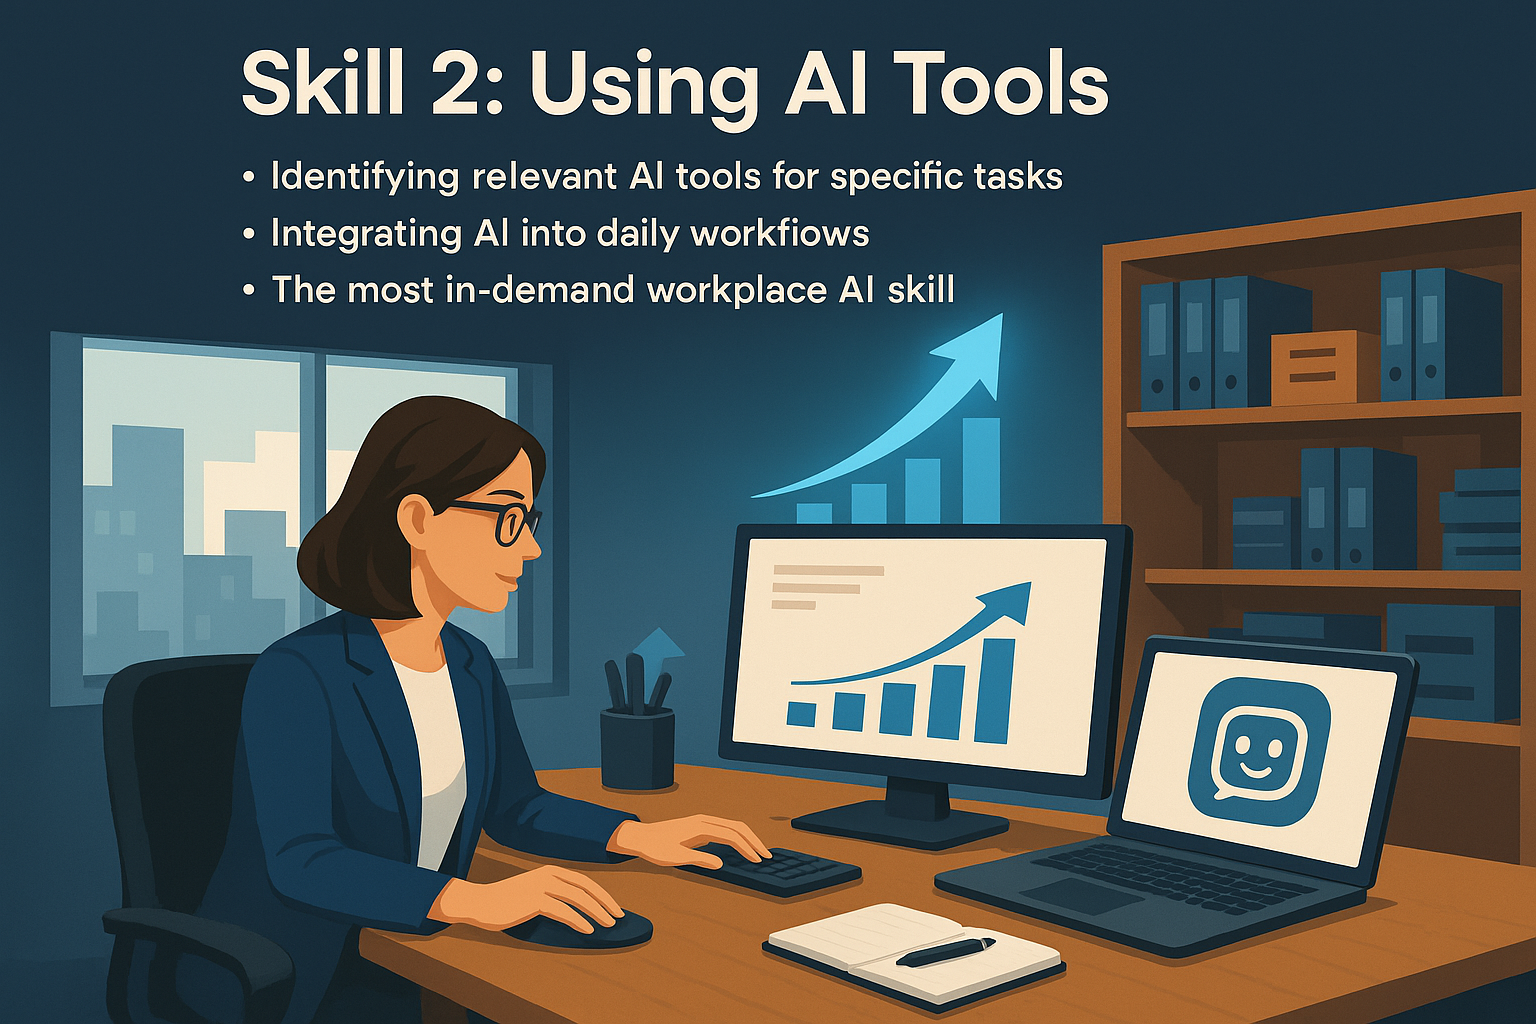 Skill 2: Using AI Tools
• Identifying relevant AI tools for specific tasks
• Integrating AI into daily workfiows
• The most in-demand workplace AI skill